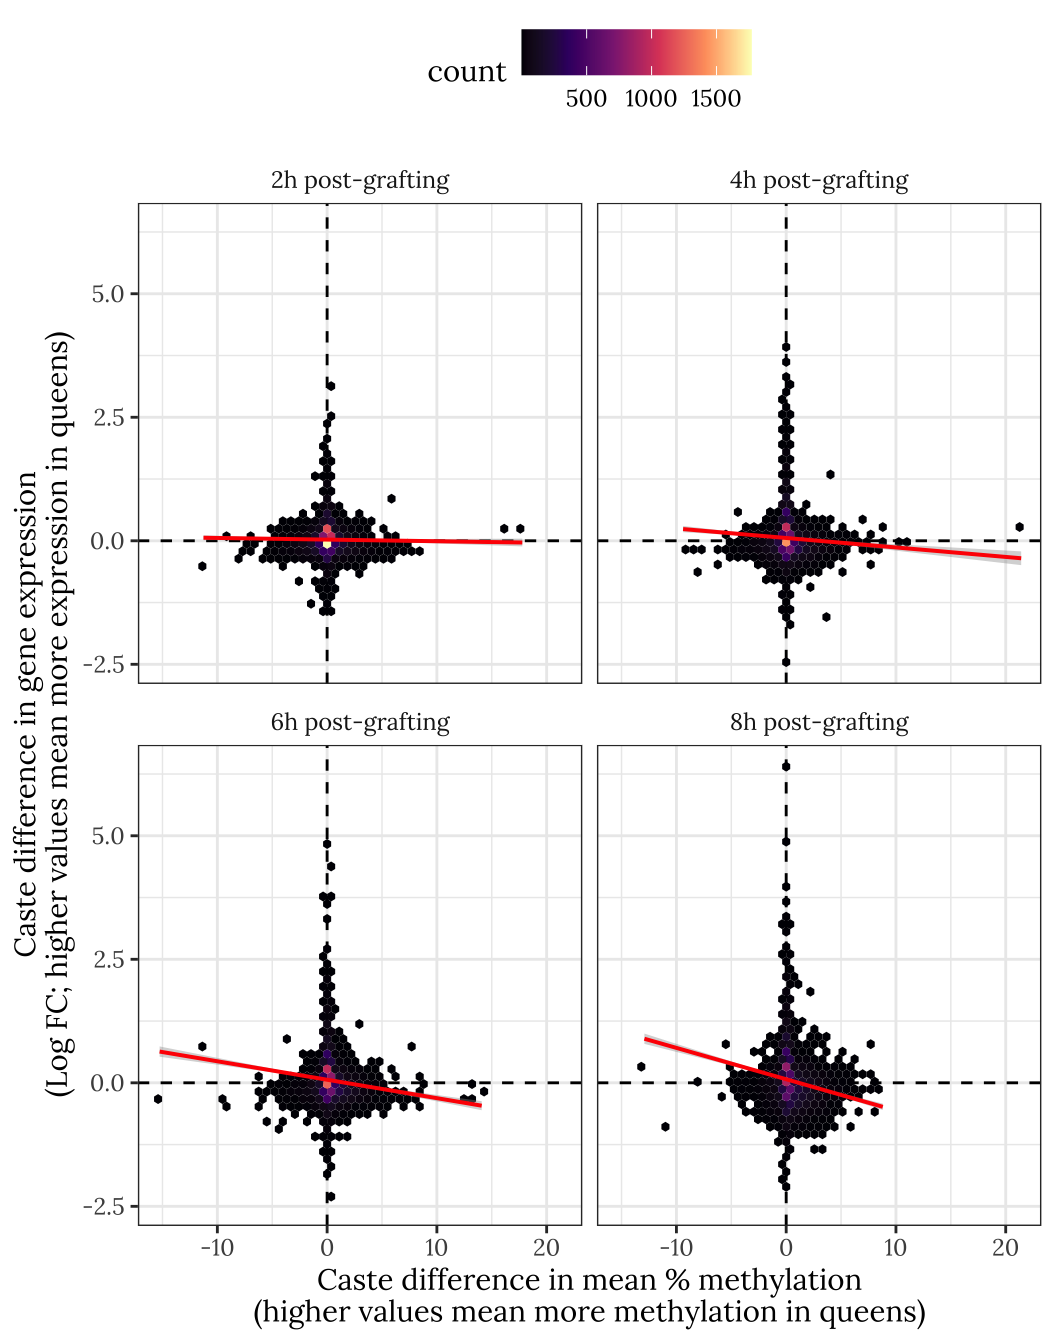 count
500 1000 1500
2h post-grafting
4h post-grafting
5.0
2.5
0.0
-2.5
6h post-grafting
8h post-grafting
5.0
2.5
0.0
-2.5
-10 0 10 20
-10 0 10 20
Caste difference in gene expression
(Log FC; higher values mean more expression in queens)
Caste difference in mean % methylation
(higher values mean more methylation in queens)